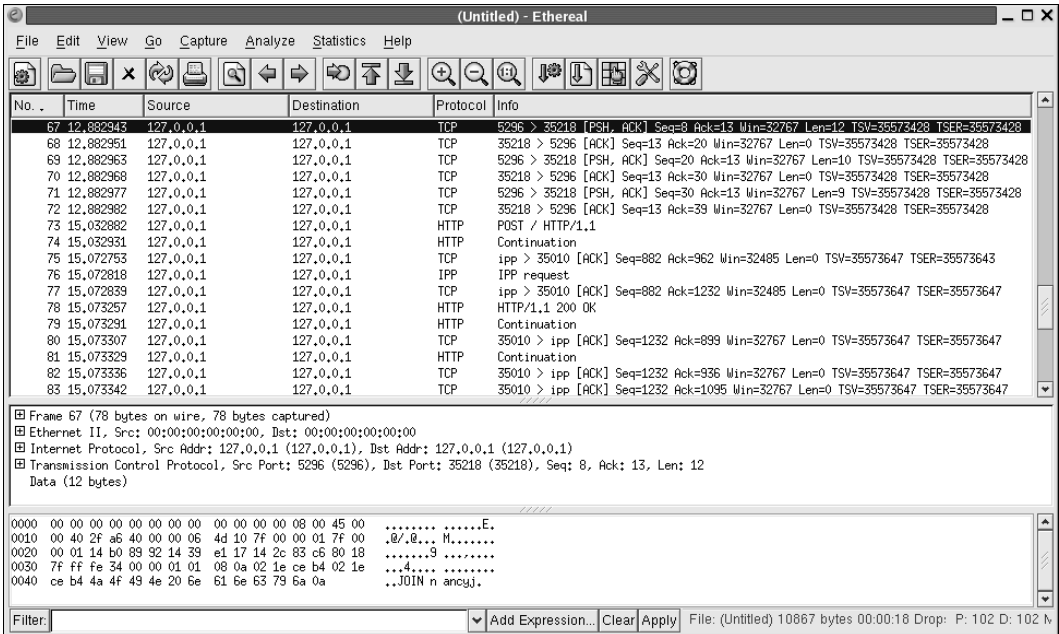 (Untitled) - Ethereal
File Edit View Go Capture Analyze Statistics Help
No. . Time Source Destination Protocol Info
67 12.882943 127.0.0.1 127.0.0.1 TCP 5296 > 35218 [PSH, ACK] Seq=8 Ack=13 Win=32767 Len=12 TSV=35573428 TSER=35573428
68 12.882951 127.0.0.1 127.0.0.1 TCP 35218 > 5296 [ACK] Seq=13 Ack=20 Win=32767 Len=0 TSV=35573428 TSER=35573428
69 12.882963 127.0.0.1 127.0.0.1 TCP 5296 > 35218 [PSH, ACK] Seq=20 Ack=13 Win=32767 Len=10 TSV=35573428 TSER=35573428
70 12.882968 127.0.0.1 127.0.0.1 TCP 35218 > 5296 [ACK] Seq=13 Ack=30 Win=32767 Len=0 TSV=35573428 TSER=35573428
71 12.882977 127.0.0.1 127.0.0.1 TCP 5296 > 35218 [PSH, ACK] Seq=30 Ack=13 Win=32767 Len=9 TSV=35573428 TSER=35573428
72 12.882982 127.0.0.1 127.0.0.1 TCP 35218 > 5296 [ACK] Seq=13 Ack=39 Win=32767 Len=0 TSV=35573428 TSER=35573428
73 15.032882 127.0.0.1 127.0.0.1 HTTP POST / HTTP/1.1
74 15.032931 127.0.0.1 127.0.0.1 HTTP Continuation
75 15.072753 127.0.0.1 127.0.0.1 TCP ipp > 35010 [ACK] Seq=882 Ack=962 Win=32485 Len=0 TSV=35573647 TSER=35573643
76 15.072818 127.0.0.1 127.0.0.1 IPP IPP request
77 15.072839 127.0.0.1 127.0.0.1 TCP ipp > 35010 [ACK] Seq=882 Ack=1232 Win=32485 Len=0 TSV=35573647 TSER=35573647
78 15.073257 127.0.0.1 127.0.0.1 HTTP HTTP/1.1 200 OK
79 15.073291 127.0.0.1 127.0.0.1 HTTP Continuation
80 15.073307 127.0.0.1 127.0.0.1 TCP 35010 > ipp [ACK] Seq=1232 Ack=899 Win=32767 Len=0 TSV=35573647 TSER=35573647
81 15.073329 127.0.0.1 127.0.0.1 HTTP Continuation
82 15.073336 127.0.0.1 127.0.0.1 TCP 35010 > ipp [ACK] Seq=1232 Ack=936 Win=32767 Len=0 TSV=35573647 TSER=35573647
83 15.073342 127.0.0.1 127.0.0.1 TCP 35010 > ipp [ACK] Seq=1232 Ack=1095 Win=32767 Len=0 TSV=35573647 TSER=35573647
Frame 67 (78 bytes on wire, 78 bytes captured)
Ethernet II, Src: 00:00:00:00:00:00, Dst: 00:00:00:00:00:00
Internet Protocol, Src Addr: 127.0.0.1 (127.0.0.1), Dst Addr: 127.0.0.1 (127.0.0.1)
Transmission Control Protocol, Src Port: 5296 (5296), Dst Port: 35218 (35218), Seq: 8, Ack: 13, Len: 12
Data (12 bytes)
0000 00 00 00 00 00 00 00 00 00 00 00 00 08 00 45 00 ........ ......E.
0010 00 40 2f a6 40 00 00 06 4d 10 7f 00 00 01 7f 00 .@/.@... M.......
0020 00 01 14 b0 89 92 14 39 e1 17 14 2c 83 c6 80 18 .......9 ...,....
0030 7f ff fe 34 00 00 01 01 08 0a 02 1e ce b4 02 1e ...4.... ........
0040 ce b4 4a 4f 49 4e 20 6e 61 6e 63 79 6a 0a ..JOIN n ancyj.
Filter: Add Expression... Clear Apply File: (Untitled) 10867 bytes 00:00:18 Drop: P: 102 D: 102 M